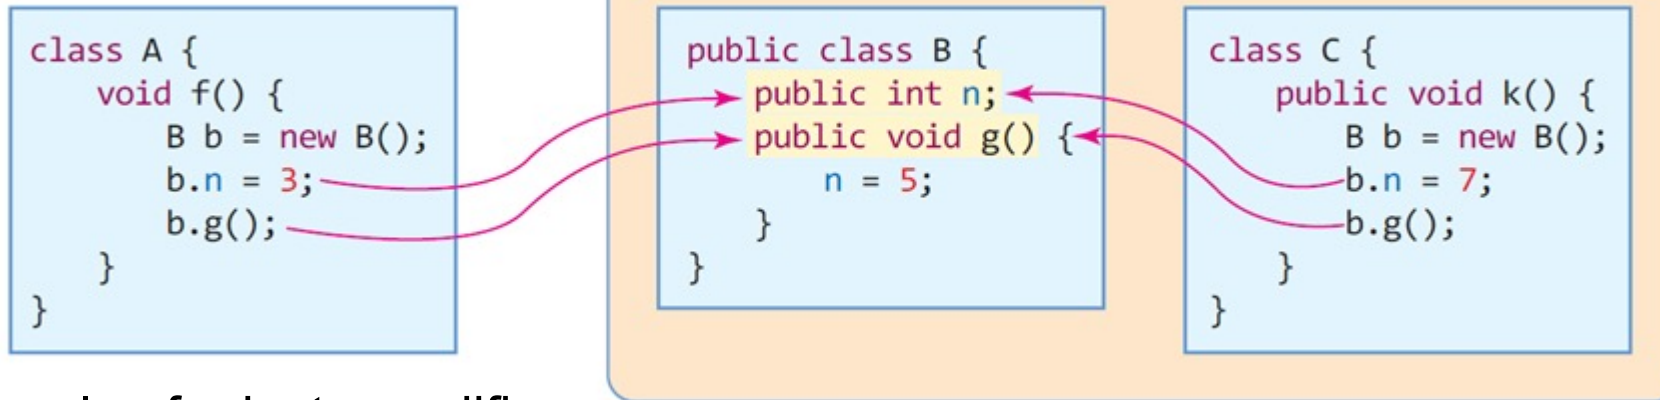 class A {
void f() {
B b = new B();
b.n = 3;
b.g();
}
}
public class B {
public int n;
public void g() {
n = 5;
}
}
class C {
public void k() {
B b = new B();
b.n = 7;
b.g();
}
}